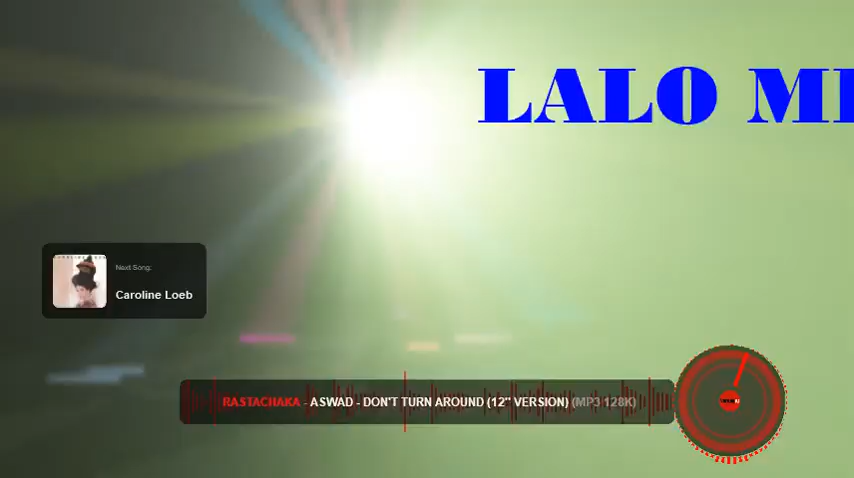 LALO
Next Song:
Caroline Loeb
RASTACHAKA - ASWAD - DON'T TURN AROUND (12" VERSION) (MP3 128K)